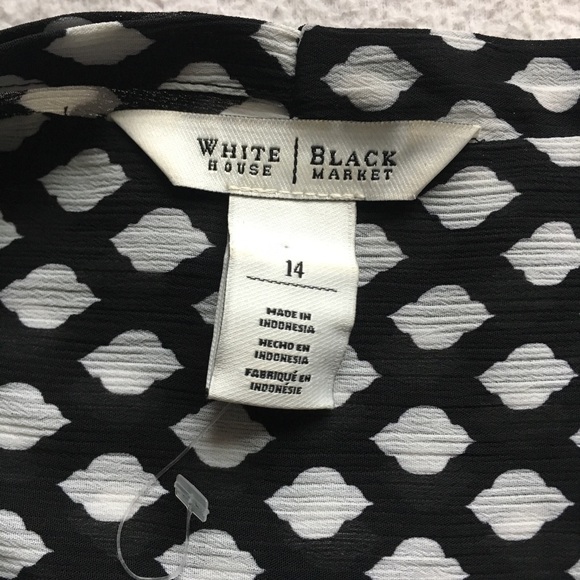 WHITE HOUSE | BLACK MARKET
14
MADE IN
INDONESIA
HECHO EN
INDONESIA
FABRIQUÉ EN
INDONÉSIE